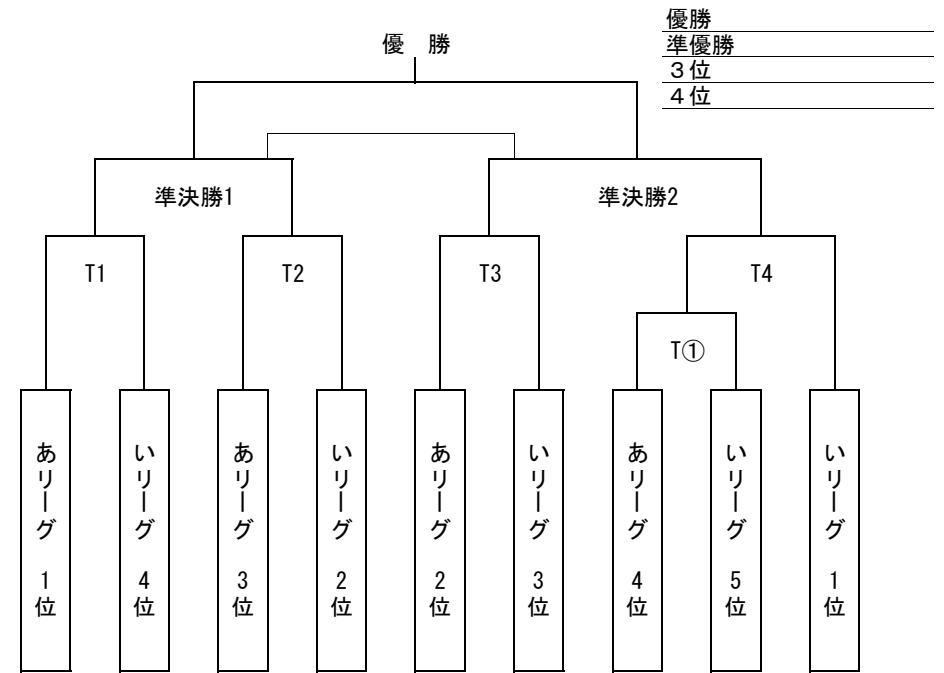 優勝
優　勝
準優勝
３位
４位
準決勝1
準決勝2
T1
T2
T3
T4
T①
あリーグ　1位
いリーグ　4位
あリーグ　3位
いリーグ　2位
あリーグ　2位
いリーグ　3位
あリーグ　4位
いリーグ　5位
いリーグ　1位